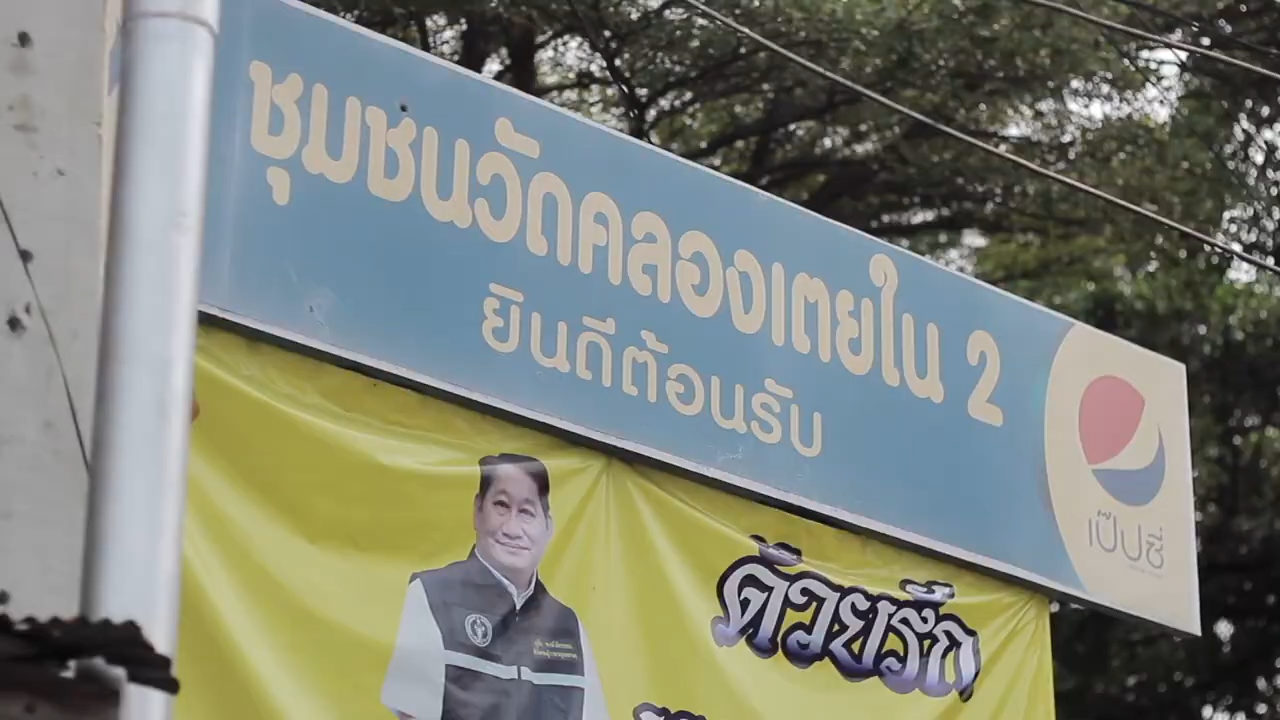 ชุมชนวัดคลองเตยใน 2
ยินดีต้อนรับ
เป๊ปซี่
ด้วยรัก